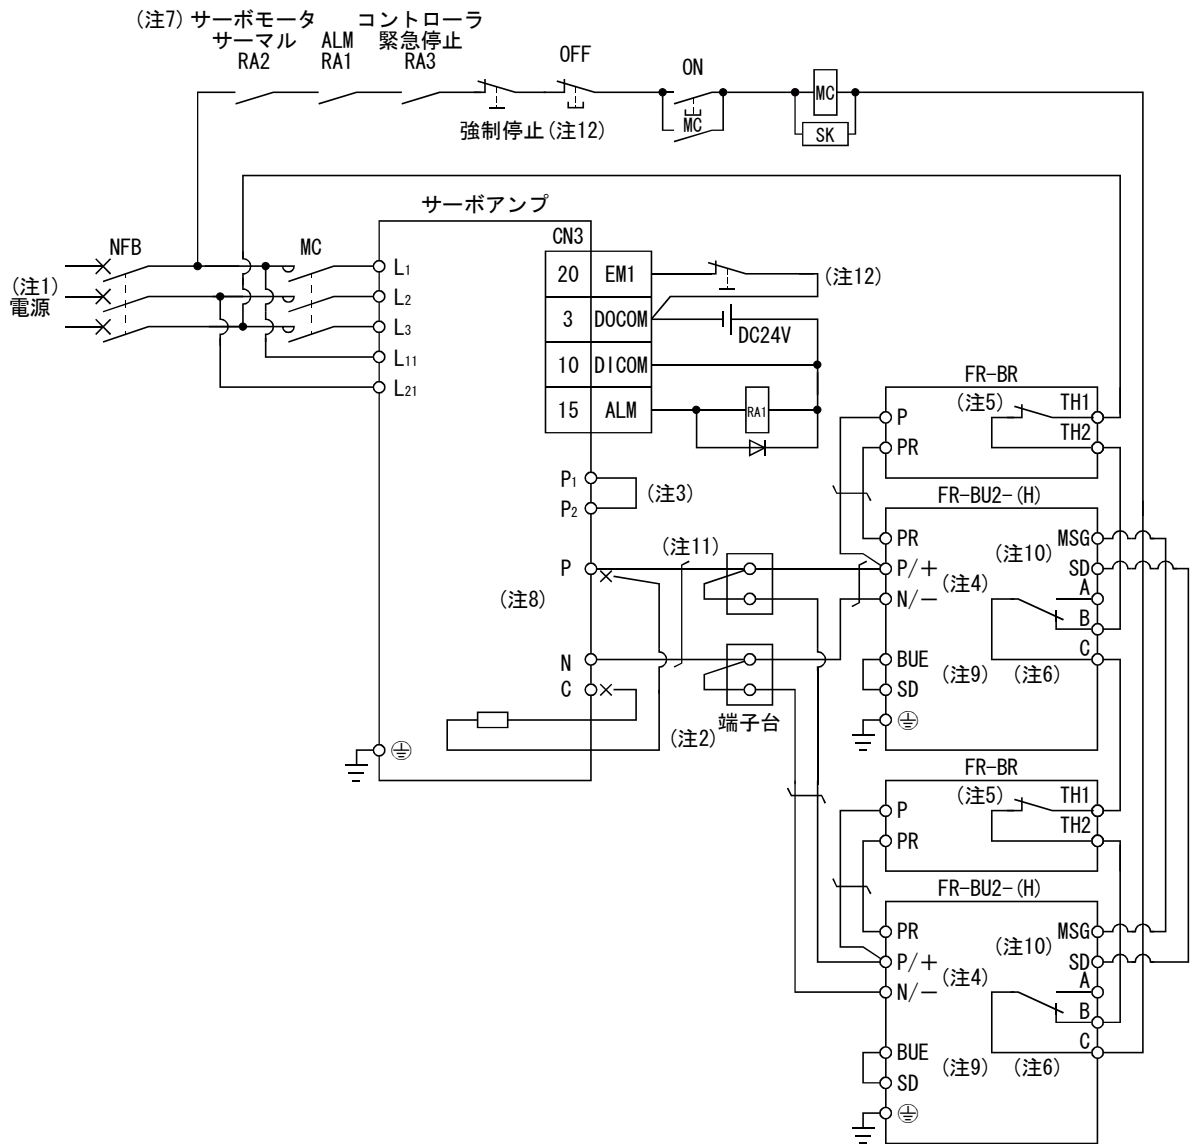 (注7) サーボモータ コントローラ
サーマル ALM 緊急停止
RA2 RA1 RA3
OFF
ON
MC
SK
強制停止(注12)
MC
サーボアンプ
CN3
NFB
MC
(注1)
電源
L1
L2
L3
L11
L21
20 EM1
3 DOCOM
10 DICOM
15 ALM
(注12)
DC24V
RA1
P1
P2
(注3)
P
(注8)
N
C
(注11)
(注2)
端子台
FR-BR
(注5)
TH1
TH2
P
PR
FR-BU2-(H)
PR
P/+
N/−
(注4)
(注10)
MSG
SD
A
B
C
BUE
SD
(注9)
(注6)
FR-BR
(注5)
TH1
TH2
P
PR
FR-BU2-(H)
PR
P/+
N/−
(注4)
(注10)
MSG
SD
A
B
C
BUE
SD
(注9)
(注6)